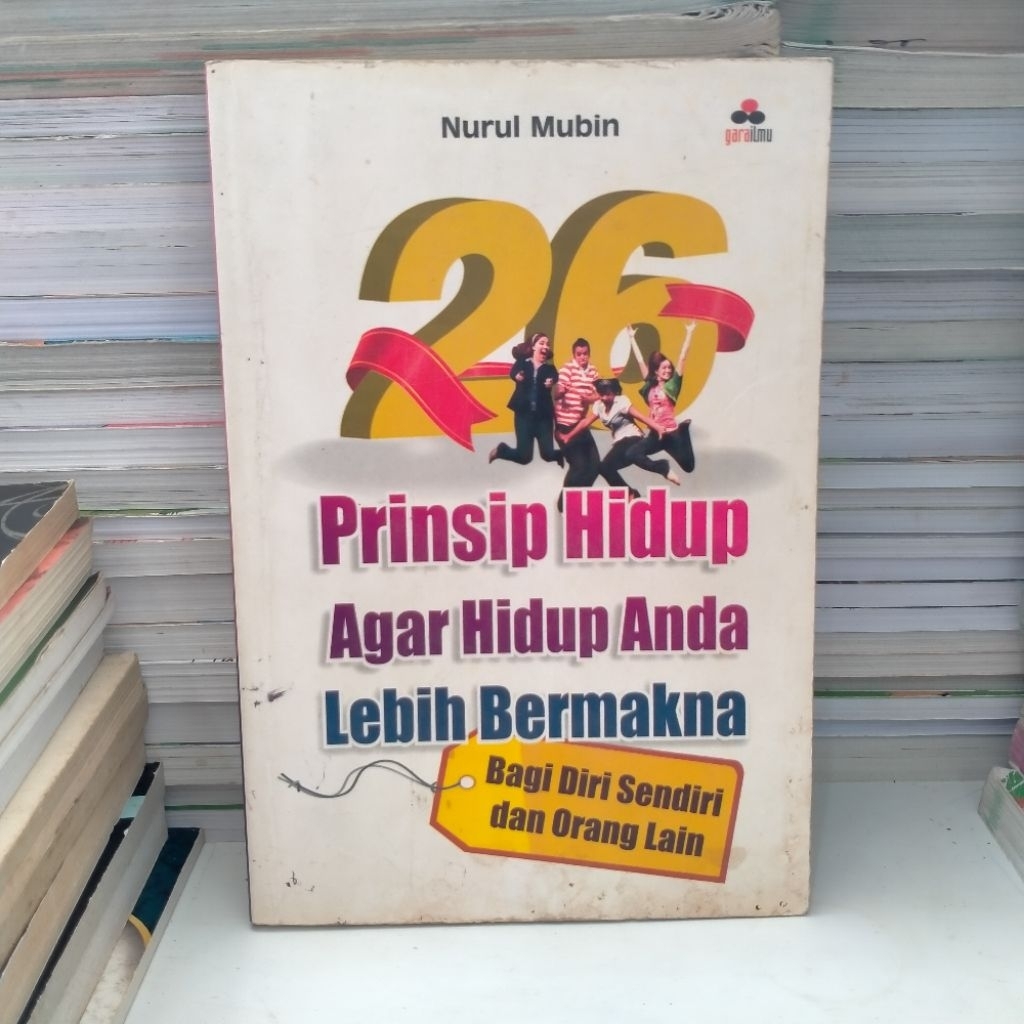 Nurul Mubin
garailmu
26
Prinsip Hidup
Agar Hidup Anda
Lebih Bermakna
Bagi Diri Sendiri
dan Orang Lain